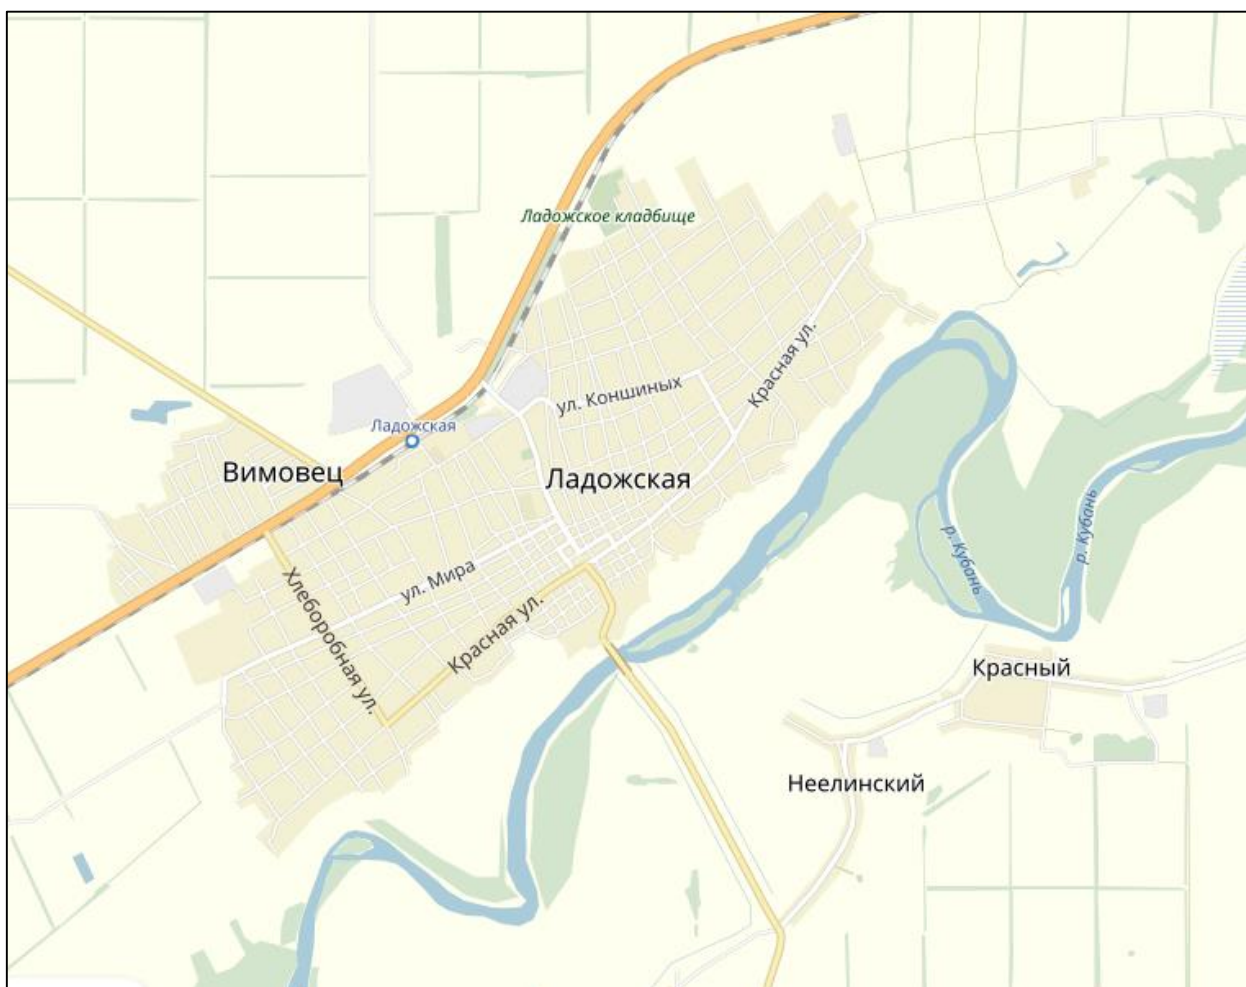 Ладожское кладбище
Красная ул.
ул. Коншиных
Ладожская
Вимовец
Ладожская
р. Кубань
р. Кубань
ул. Мира
Хлеборобная ул.
Красная ул.
Красный
Неелинский